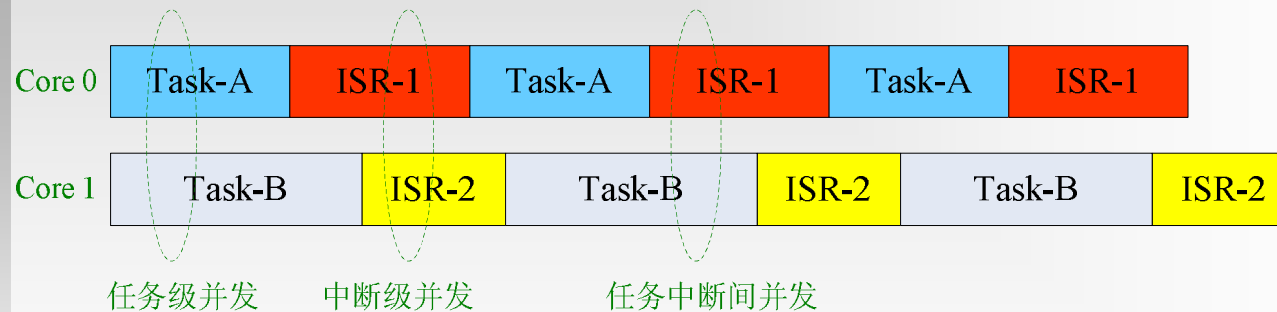 Core 0 Task-A ISR-1 Task-A ISR-1 Task-A ISR-1
Core 1 Task-B ISR-2 Task-B ISR-2 Task-B ISR-2
任务级并发 中断级并发 任务中断间并发